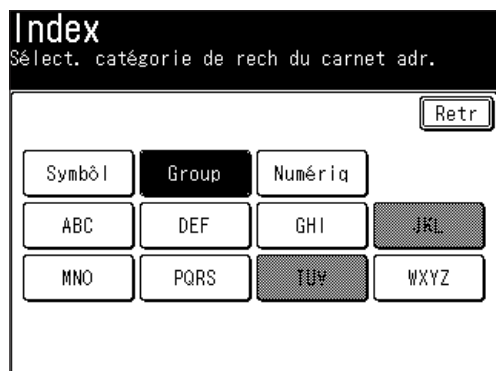 Index
Sélect. catégorie de rech du carnet adr.
Retr
Symbôl Group Numériq
ABC DEF GHI JKL
MNO PQRS TUV WXYZ